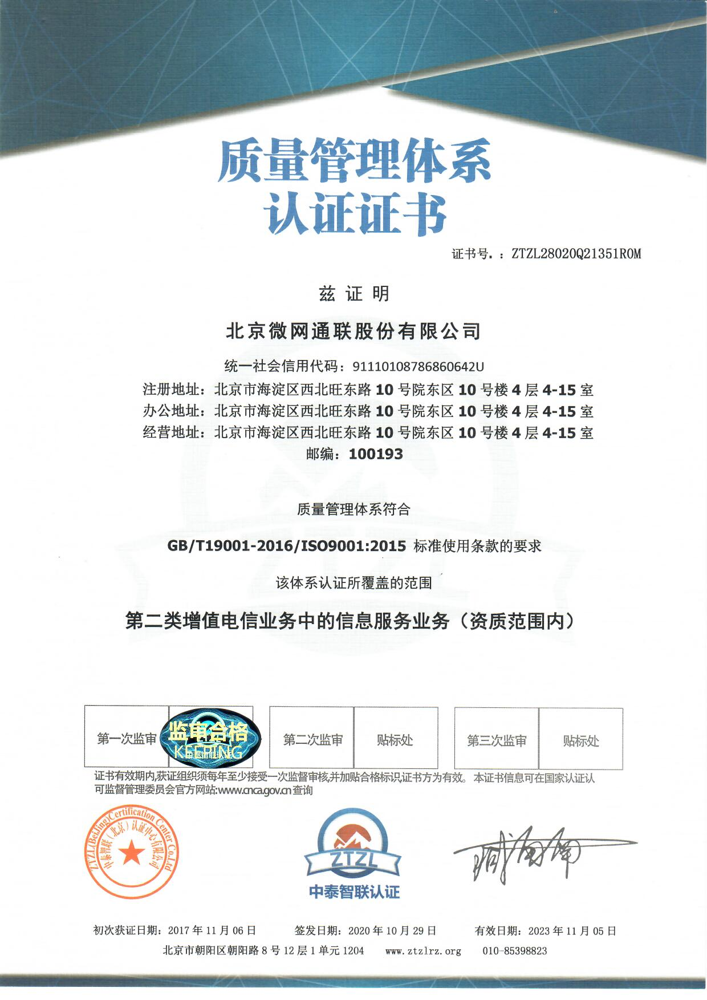 质量管理体系
认证证书
证书号.：ZTZL28020Q21351R0M
兹证明
北京微网通联股份有限公司
统一社会信用代码：91110108786860642U
注册地址：北京市海淀区西北旺东路 10 号院东区 10 号楼 4 层 4-15 室
办公地址：北京市海淀区西北旺东路 10 号院东区 10 号楼 4 层 4-15 室
经营地址：北京市海淀区西北旺东路 10 号院东区 10 号楼 4 层 4-15 室
邮编：100193
质量管理体系符合
GB/T19001-2016/ISO9001:2015 标准使用条款的要求
该体系认证所覆盖的范围
第二类增值电信业务中的信息服务业务（资质范围内）
第一次监审
监审合格
KEEPING
第二次监审 贴标处
第三次监审 贴标处
证书有效期内,获证组织须每年至少接受一次监督审核,并加贴合格标识,证书方为有效。本证书信息可在国家认证认
可监督管理委员会官方网站:www.cnca.gov.cn 查询
ZTZL(BeiJing)Certification Center Co.Ltd
中泰智联（北京）认证中心有限公司
ZTZL
中泰智联认证
初次获证日期：2017 年 11 月 06 日 签发日期：2020 年 10 月 29 日 有效日期：2023 年 11 月 05 日
北京市朝阳区朝阳路 8 号 12 层 1 单元 1204 www.ztzlrz.org 010-85398823